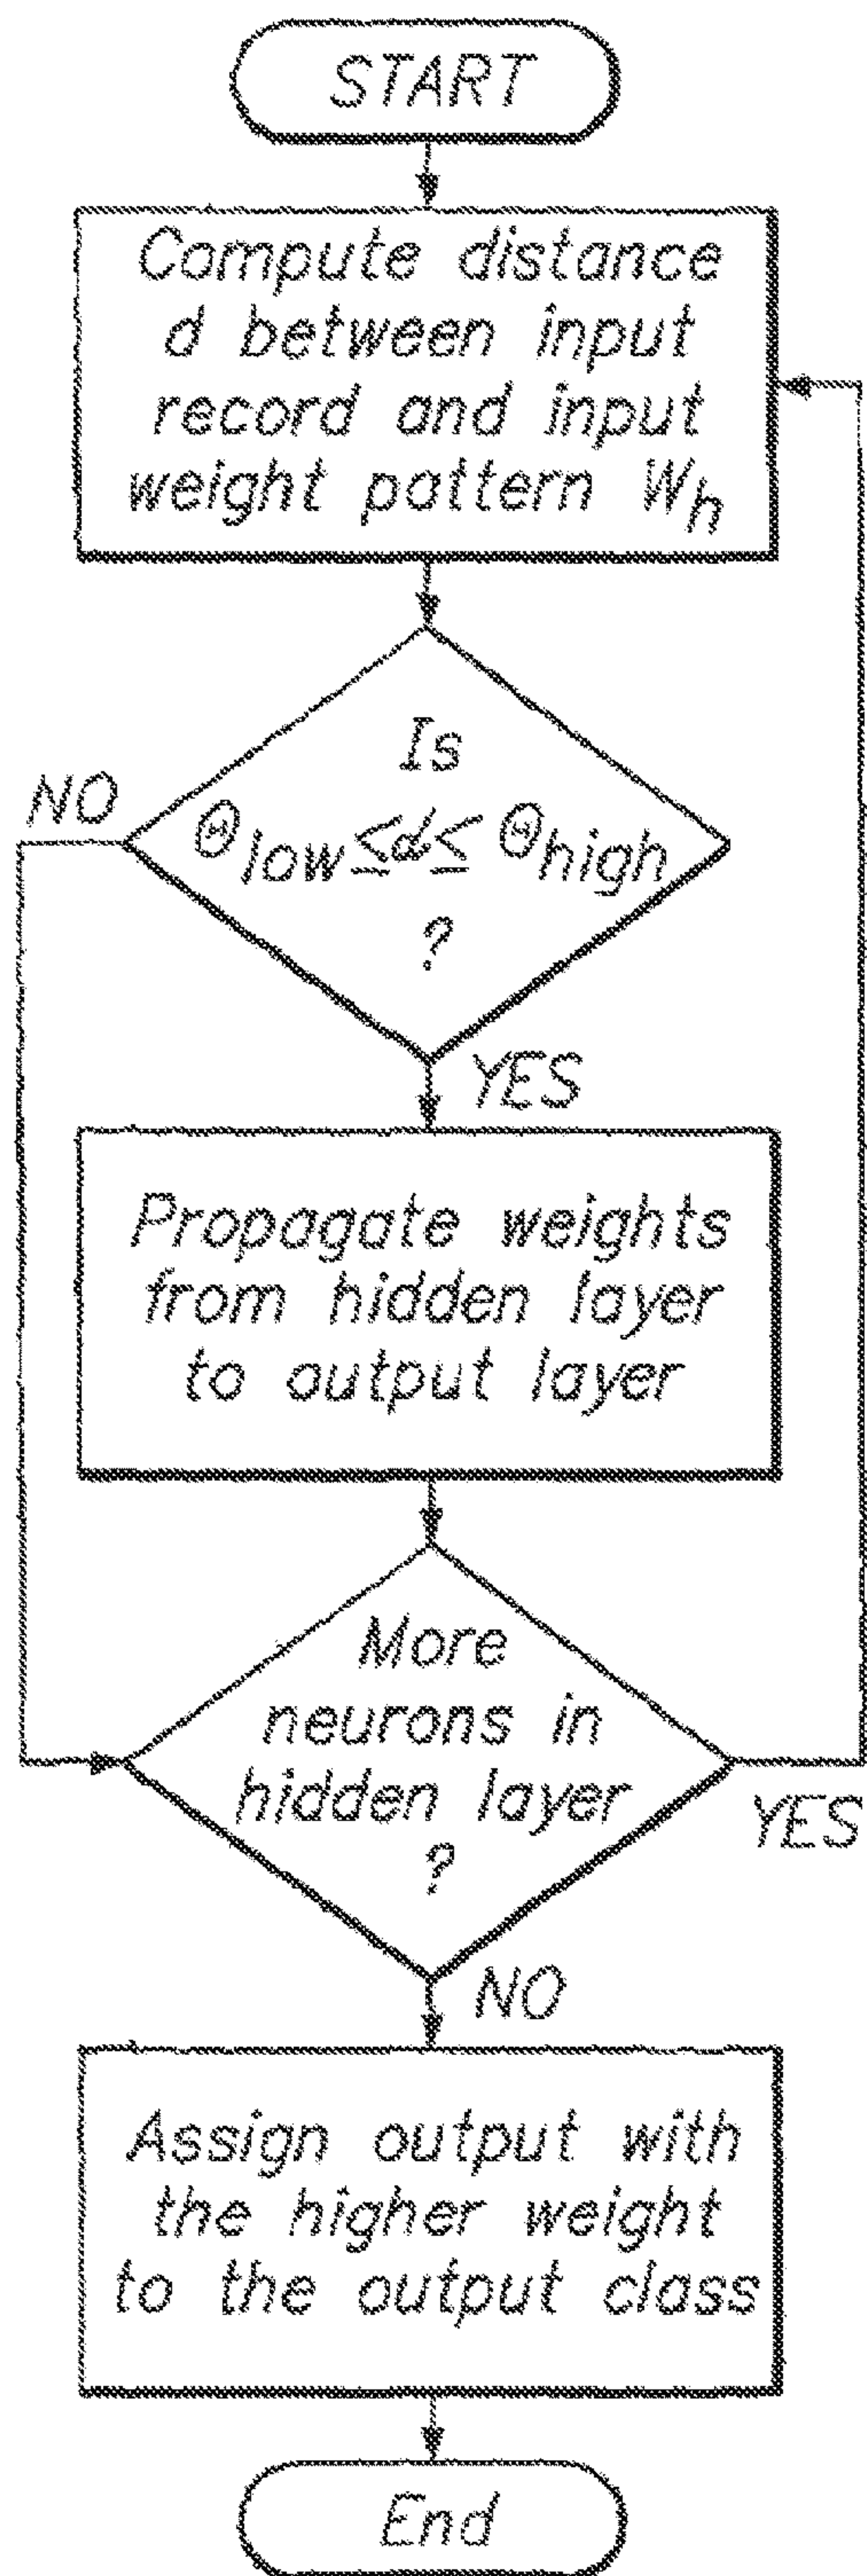 START
Compute distance
d between input
record and input
weight pattern Wh
Is
NO
Θlow ≤ d ≤ Θhigh
?
YES
Propagate weights
from hidden layer
to output layer
More
neurons in
hidden layer
?
YES
NO
Assign output with
the higher weight
to the output class
End